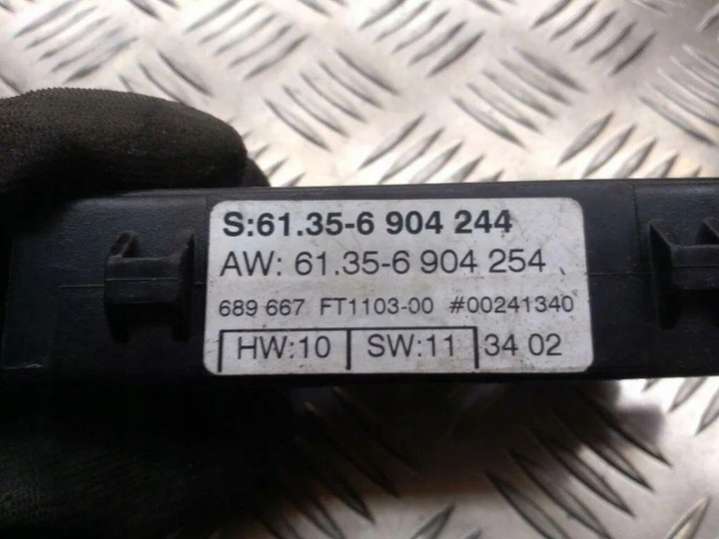 S:61.35-6 904 244
AW: 61.35-6 904 254
689 667 FT1103-00 #00241340
HW:10 SW:11 34 02